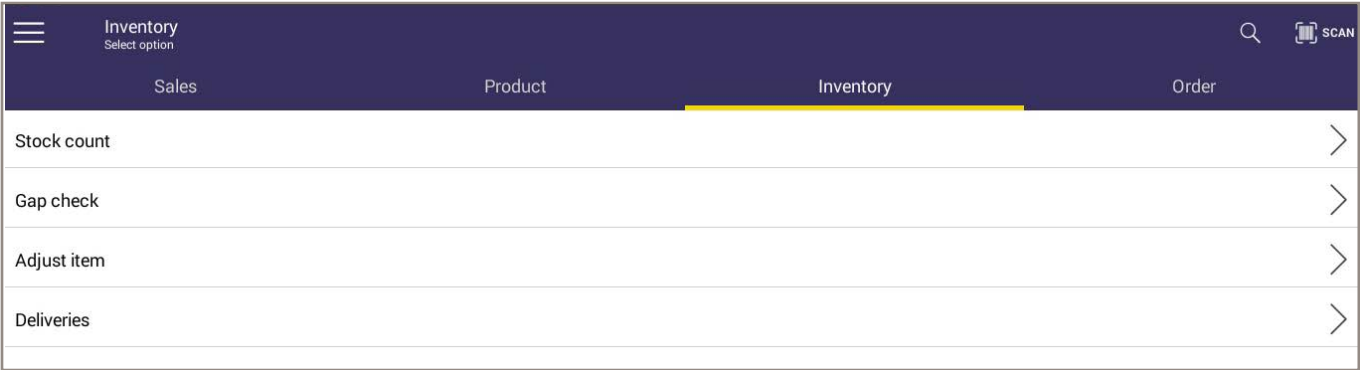 Inventory
Select option
SCAN
Sales Product Inventory Order
Stock count
Gap check
Adjust item
Deliveries